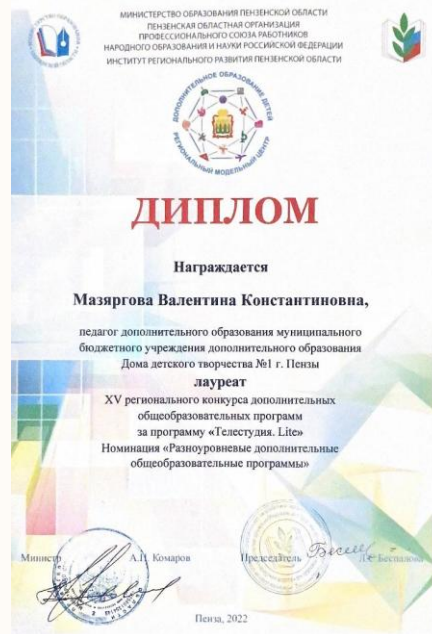 МИНИСТЕРСТВО ОБРАЗОВАНИЯ ПЕНЗЕНСКОЙ ОБЛАСТИ
ПЕНЗЕНСКАЯ ОБЛАСТНАЯ ОРГАНИЗАЦИЯ
ПРОФЕССИОНАЛЬНОГО СОЮЗА РАБОТНИКОВ
НАРОДНОГО ОБРАЗОВАНИЯ И НАУКИ РОССИЙСКОЙ ФЕДЕРАЦИИ
ИНСТИТУТ РЕГИОНАЛЬНОГО РАЗВИТИЯ ПЕНЗЕНСКОЙ ОБЛАСТИ
ДОПОЛНИТЕЛЬНОЕ ОБРАЗОВАНИЕ ДЕТЕЙ
РЕГИОНАЛЬНЫЙ МОДЕЛЬНЫЙ ЦЕНТР
ДИПЛОМ
Награждается
Мазяргова Валентина Константиновна,
педагог дополнительного образования муниципального
бюджетного учреждения дополнительного образования
Дома детского творчества №1 г. Пензы
лауреат
XV регионального конкурса дополнительных
общеобразовательных программ
за программу «Телестудия. Lite»
Номинация «Разноуровневые дополнительные
общеобразовательные программы»
Министр А.П. Комаров Председатель Беспалова
Пенза, 2022